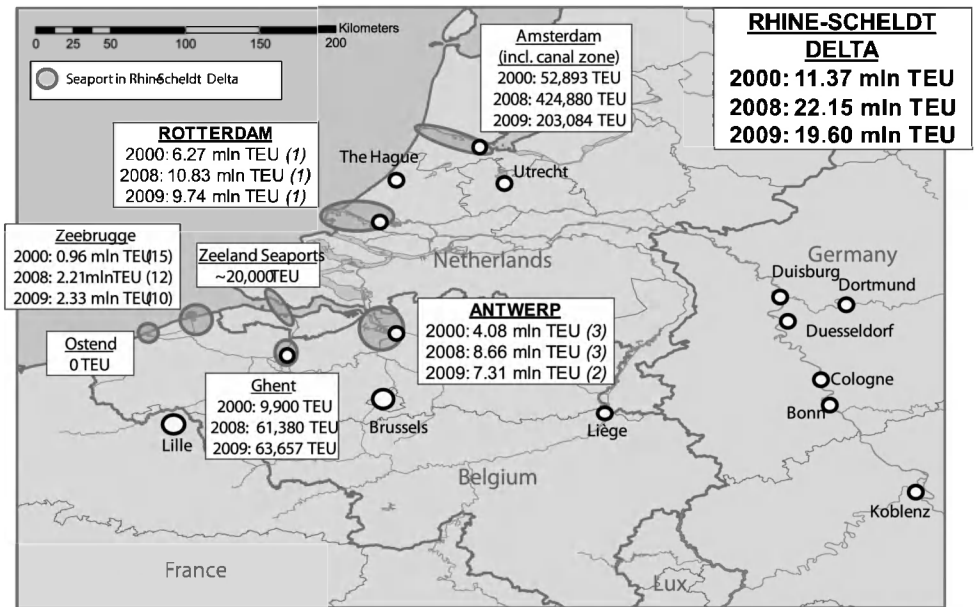 Kilometers
0 25 50 100 150 200
Seaport in Rhine-Scheldt Delta
RHINE-SCHELDT
DELTA
2000: 11.37 mln TEU
2008: 22.15 mln TEU
2009: 19.60 mln TEU
Amsterdam
(incl. canal zone)
2000: 52,893 TEU
2008: 424,880 TEU
2009: 203,084 TEU
ROTTERDAM
2000: 6.27 mln TEU (1)
2008: 10.83 mln TEU (1)
2009: 9.74 mln TEU (1)
The Hague
Utrecht
Zeebrugge
2000: 0.96 mln TEU(15)
2008: 2.21mlnTEU (12)
2009: 2.33 mln TEU(10)
Zeeland Seaports
~20,000TEU
Netherlands
Germany
Duisburg
Dortmund
Duesseldorf
Ostend
0 TEU
ANTWERP
2000: 4.08 mln TEU (3)
2008: 8.66 mln TEU (3)
2009: 7.31 mln TEU (2)
Ghent
2000: 9,900 TEU
2008: 61,380 TEU
2009: 63,657 TEU
Cologne
Bonn
Lille
Brussels
Liège
Belgium
Koblenz
France
Lux